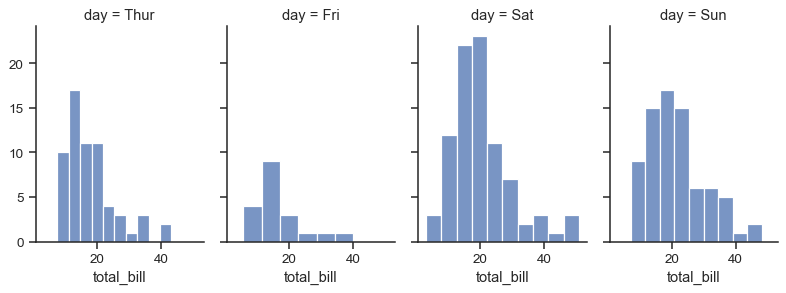 day = Thur
day = Fri
day = Sat
day = Sun
20
15
10
5
0
20 40
20 40
20 40
20 40
total_bill
total_bill
total_bill
total_bill